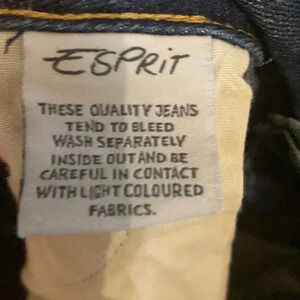 ESPRIT
THESE QUALITY JEANS
TEND TO BLEED
WASH SEPARATELY
INSIDE OUT AND BE
CAREFUL IN CONTACT
WITH LIGHT COLOURED
FABRICS.